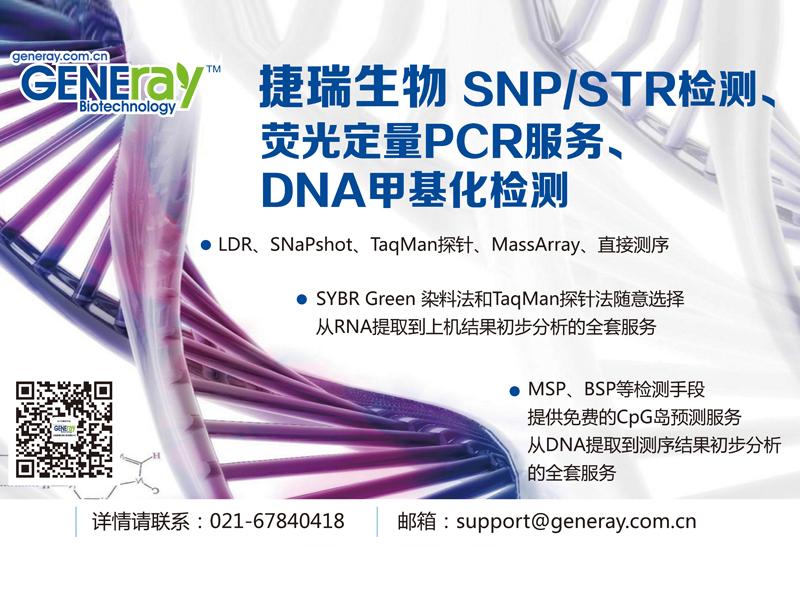 generay.com.cn
GENEray™
Biotechnology
捷瑞生物 SNP/STR检测、
荧光定量PCR服务、
DNA甲基化检测
● LDR、SNaPshot、TaqMan探针、MassArray、直接测序
● SYBR Green 染料法和TaqMan探针法随意选择
从RNA提取到上机结果初步分析的全套服务
● MSP、BSP等检测手段
提供免费的CpG岛预测服务
从DNA提取到测序结果初步分析
的全套服务
GENEray
H
详情请联系：021-67840418
邮箱：support@generay.com.cn